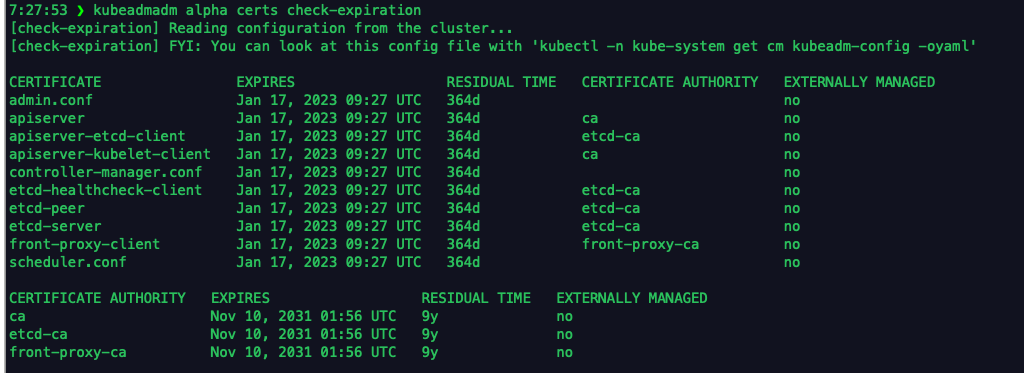 7:27:53 ❯ kubeadmadm alpha certs check-expiration
[check-expiration] Reading configuration from the cluster...
[check-expiration] FYI: You can look at this config file with 'kubectl -n kube-system get cm kubeadm-config -oyaml'

CERTIFICATE                EXPIRES                  RESIDUAL TIME   CERTIFICATE AUTHORITY   EXTERNALLY MANAGED
admin.conf                 Jan 17, 2023 09:27 UTC   364d                                    no
apiserver                  Jan 17, 2023 09:27 UTC   364d            ca                      no
apiserver-etcd-client      Jan 17, 2023 09:27 UTC   364d            etcd-ca                 no
apiserver-kubelet-client   Jan 17, 2023 09:27 UTC   364d            ca                      no
controller-manager.conf    Jan 17, 2023 09:27 UTC   364d                                    no
etcd-healthcheck-client    Jan 17, 2023 09:27 UTC   364d            etcd-ca                 no
etcd-peer                  Jan 17, 2023 09:27 UTC   364d            etcd-ca                 no
etcd-server                Jan 17, 2023 09:27 UTC   364d            etcd-ca                 no
front-proxy-client         Jan 17, 2023 09:27 UTC   364d            front-proxy-ca          no
scheduler.conf             Jan 17, 2023 09:27 UTC   364d                                    no

CERTIFICATE AUTHORITY   EXPIRES                  RESIDUAL TIME   EXTERNALLY MANAGED
ca                      Nov 10, 2031 01:56 UTC   9y              no
etcd-ca                 Nov 10, 2031 01:56 UTC   9y              no
front-proxy-ca          Nov 10, 2031 01:56 UTC   9y              no